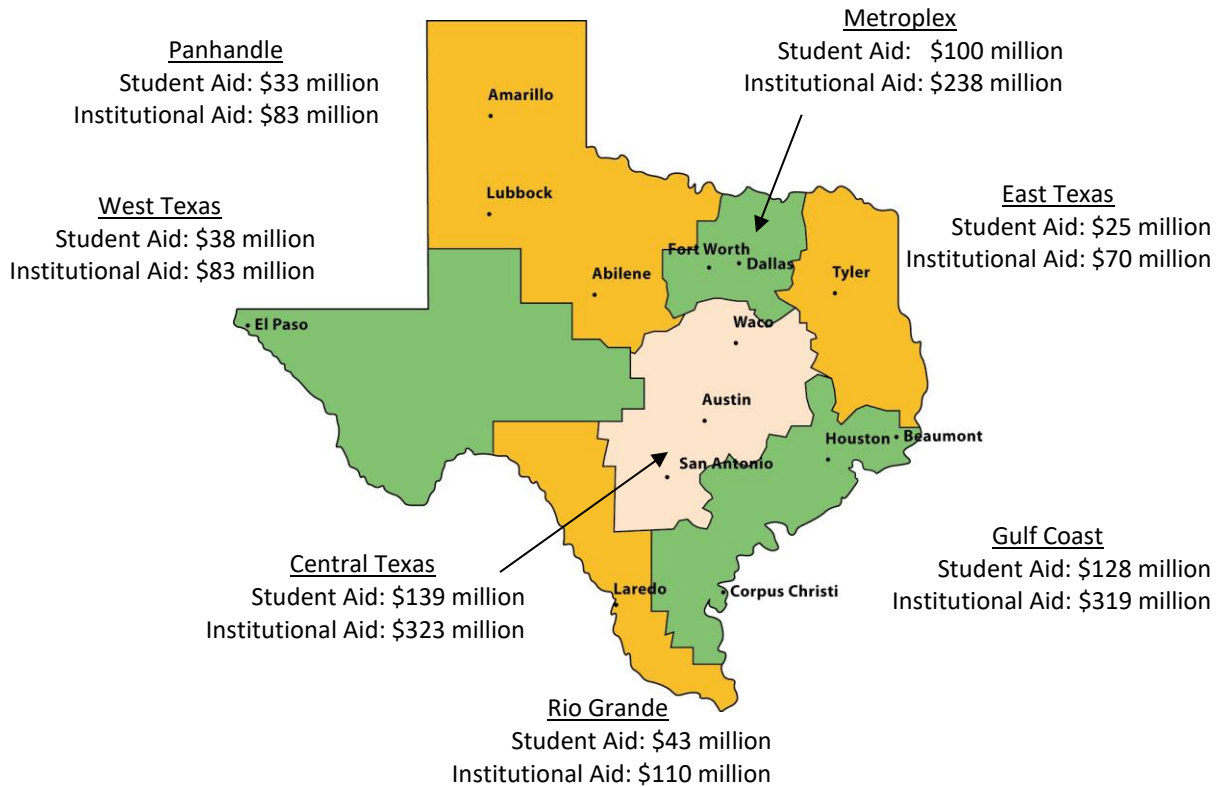 Metroplex
Student Aid: $100 million
Institutional Aid: $238 million
Panhandle
Student Aid: $33 million
Institutional Aid: $83 million
Amarillo
Lubbock
West Texas
Student Aid: $38 million
Institutional Aid: $83 million
East Texas
Student Aid: $25 million
Institutional Aid: $70 million
Fort Worth
Dallas
Abilene
Tyler
El Paso
Waco
Austin
Houston
Beaumont
San Antonio
Gulf Coast
Student Aid: $128 million
Institutional Aid: $319 million
Central Texas
Student Aid: $139 million
Institutional Aid: $323 million
Laredo
Corpus Christi
Rio Grande
Student Aid: $43 million
Institutional Aid: $110 million